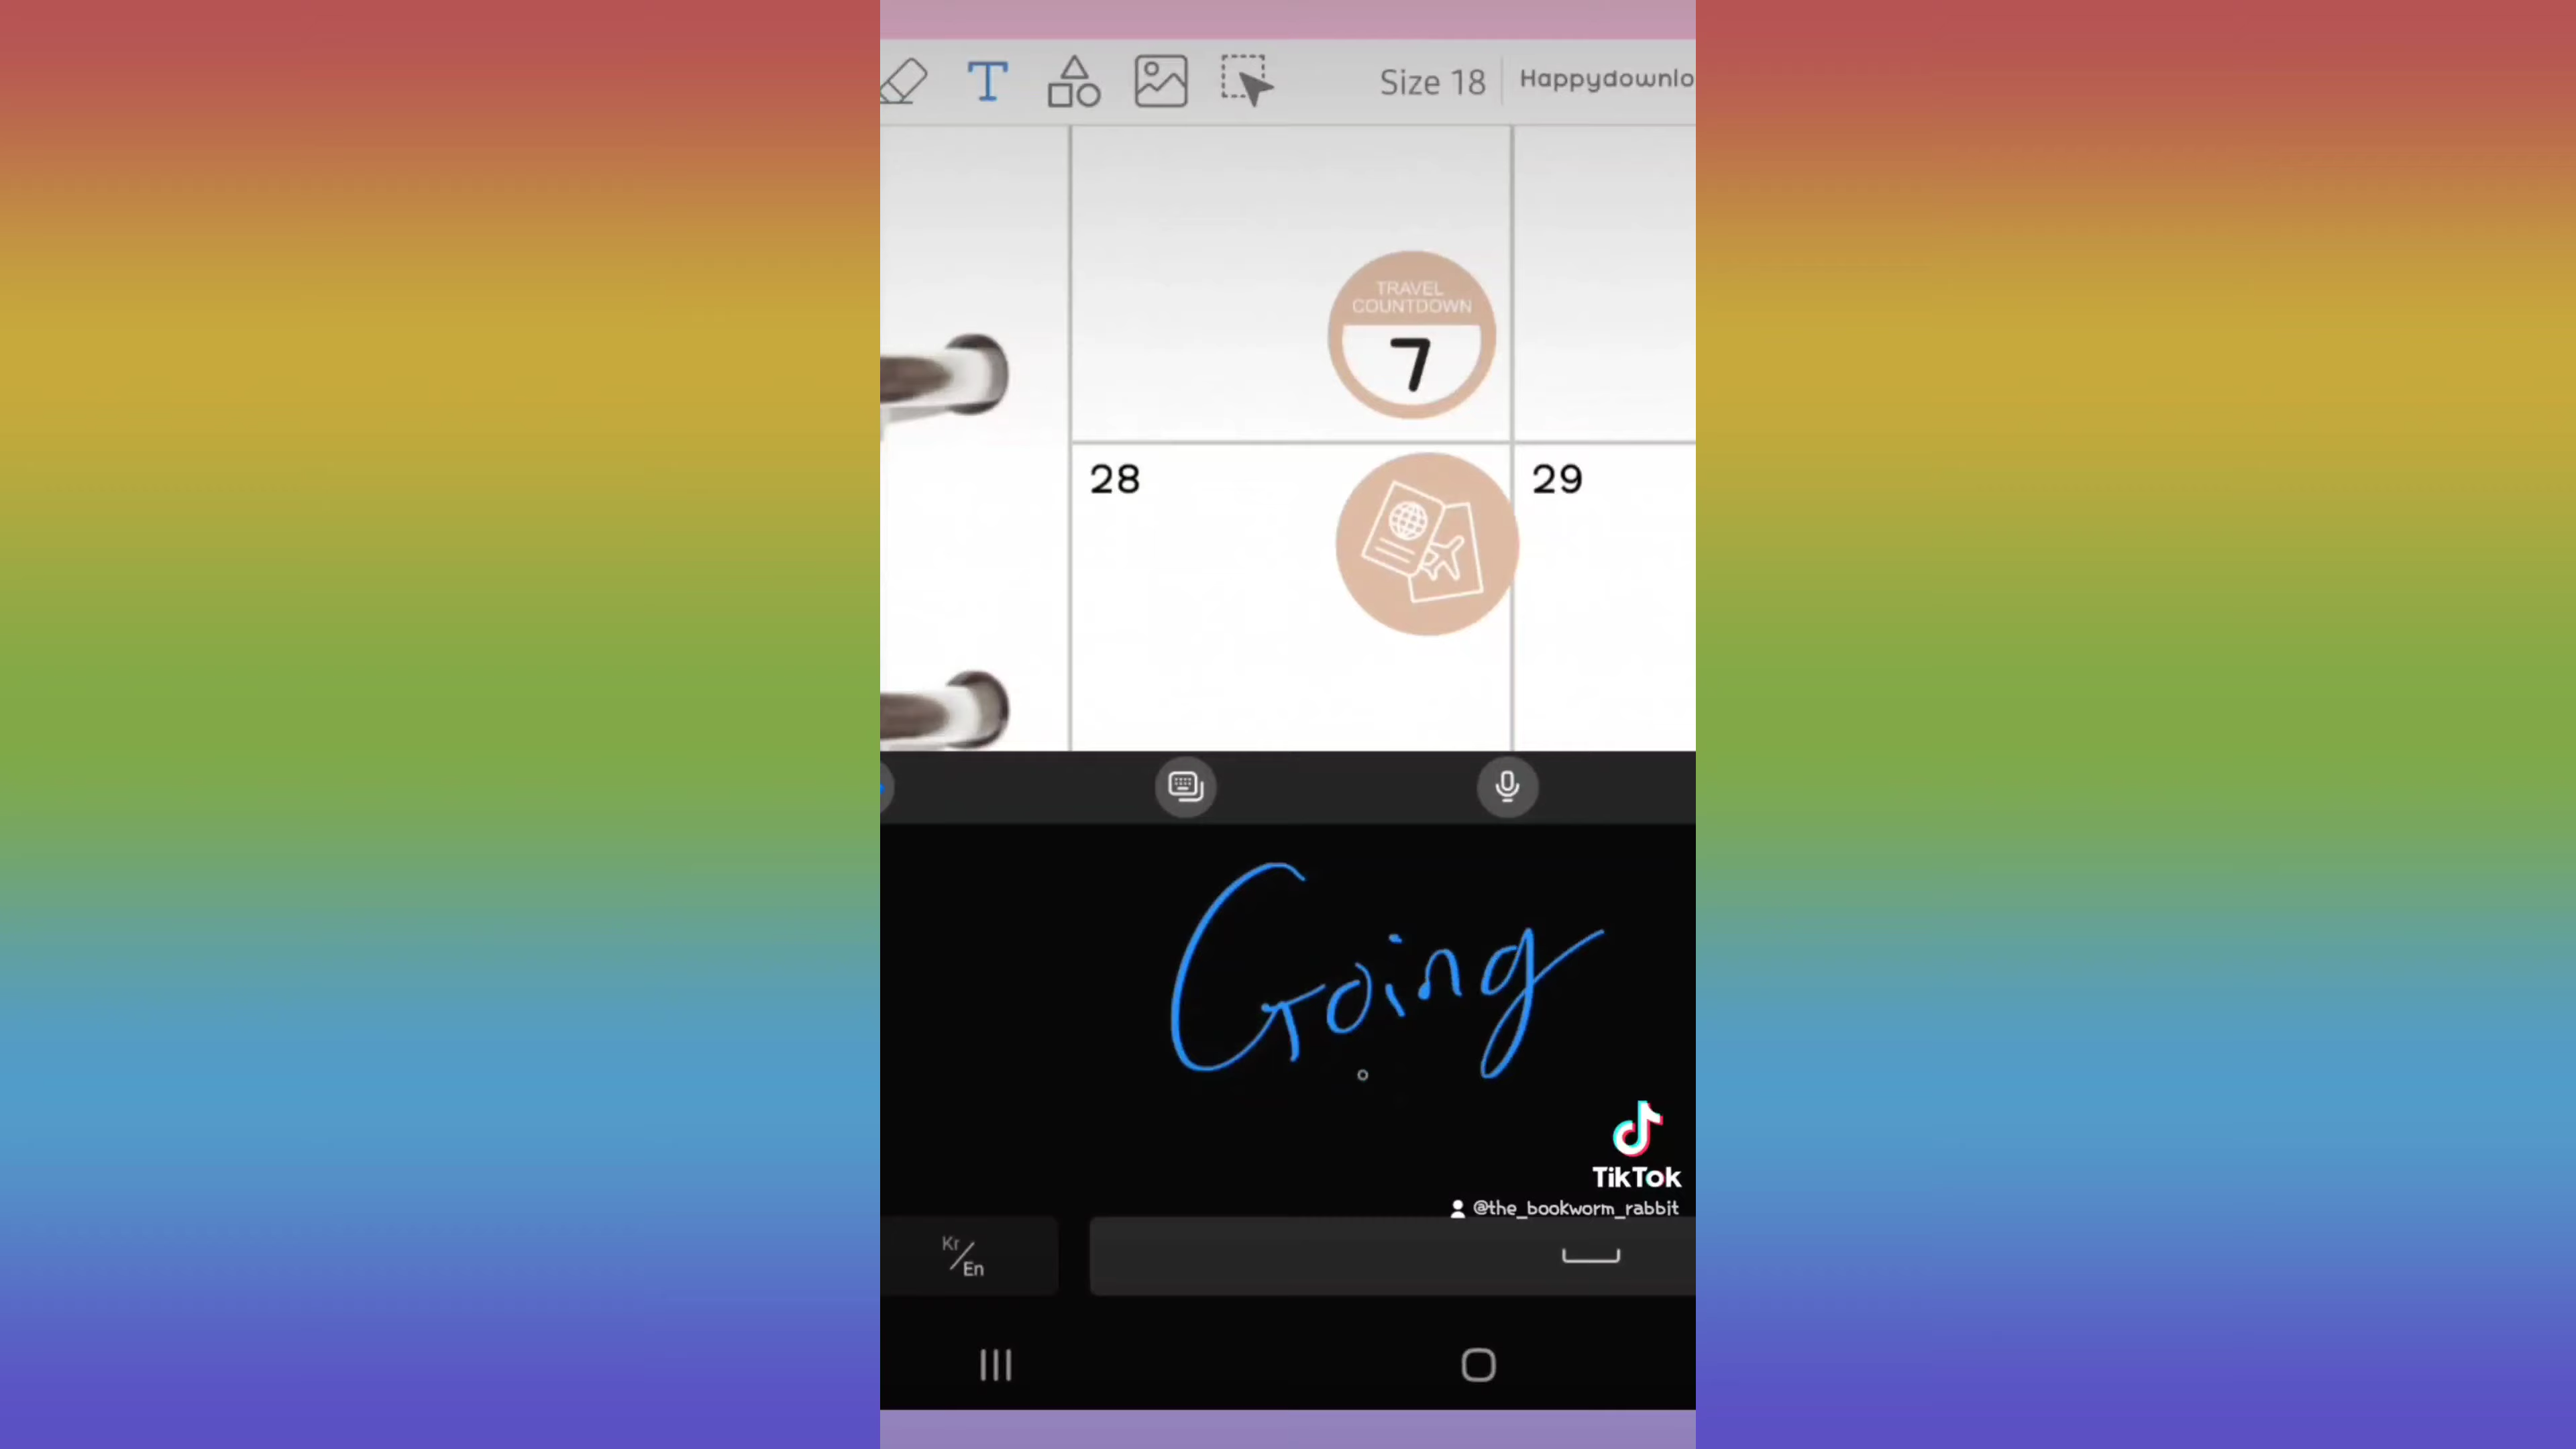 Size 18
Happydownlo
TRAVEL
COUNTDOWN
7
28
29
Going
TikTok
@the_bookworm_rabbit
Kr/En